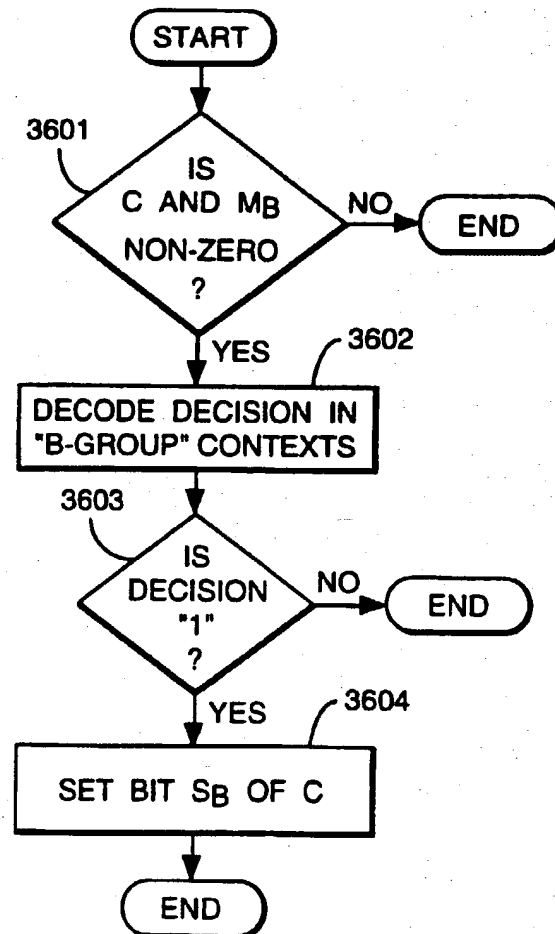 START
3601
IS
C AND MB
NON-ZERO
?
NO
END
YES
3602
DECODE DECISION IN
"B-GROUP" CONTEXTS
3603
IS
DECISION
"1"
?
NO
END
YES
3604
SET BIT SB OF C
END